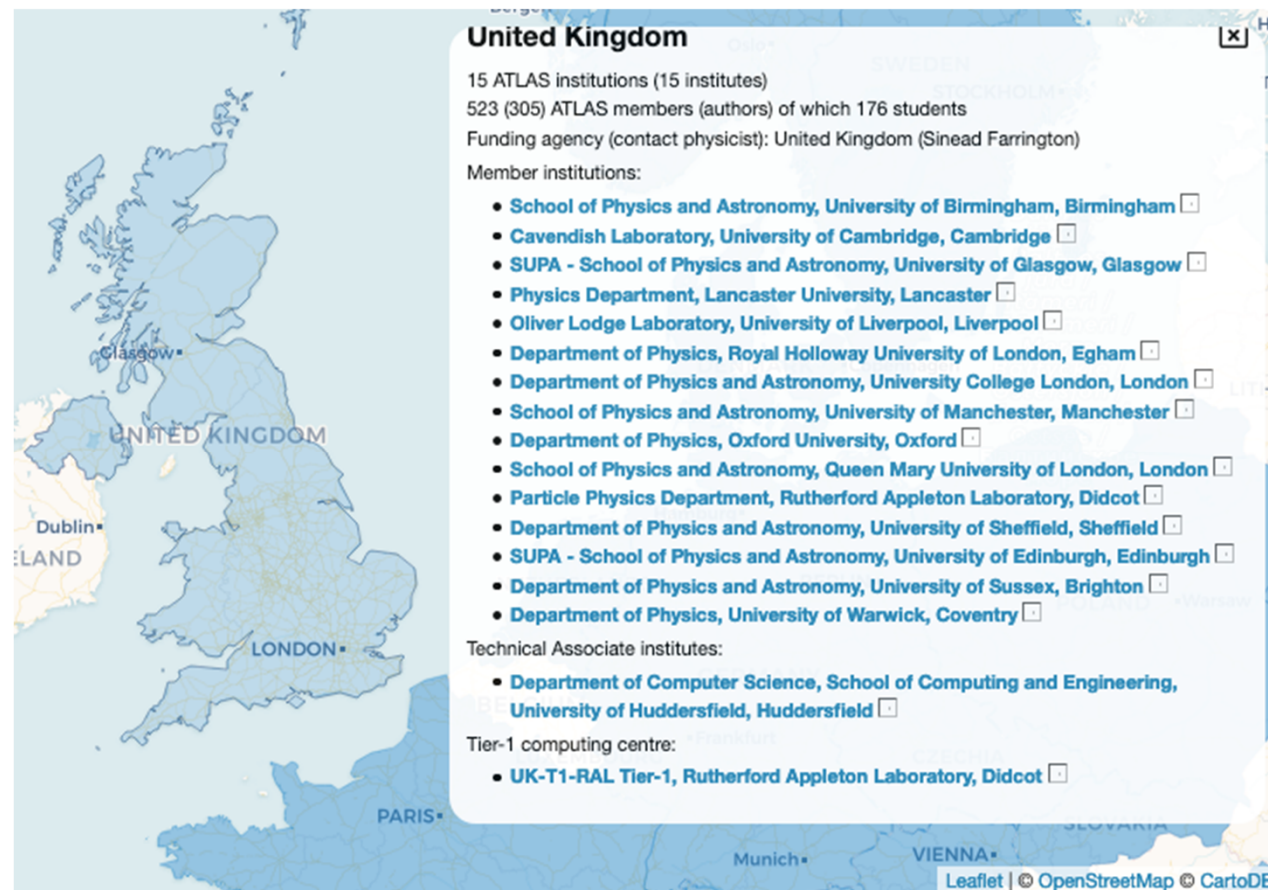 Bergen
United Kingdom
Oslo
SWEDEN
STOCKHOLM
15 ATLAS institutions (15 institutes)
523 (305) ATLAS members (authors) of which 176 students
Funding agency (contact physicist): United Kingdom (Sinead Farrington)
Member institutions:
• School of Physics and Astronomy, University of Birmingham, Birmingham
• Cavendish Laboratory, University of Cambridge, Cambridge
• SUPA - School of Physics and Astronomy, University of Glasgow, Glasgow
• Physics Department, Lancaster University, Lancaster
• Oliver Lodge Laboratory, University of Liverpool, Liverpool
• Department of Physics, Royal Holloway University of London, Egham
• Department of Physics and Astronomy, University College London, London
• School of Physics and Astronomy, University of Manchester, Manchester
• Department of Physics, Oxford University, Oxford
• School of Physics and Astronomy, Queen Mary University of London, London
• Particle Physics Department, Rutherford Appleton Laboratory, Didcot
• Department of Physics and Astronomy, University of Sheffield, Sheffield
• SUPA - School of Physics and Astronomy, University of Edinburgh, Edinburgh
• Department of Physics and Astronomy, University of Sussex, Brighton
• Department of Physics, University of Warwick, Coventry
Technical Associate institutes:
• Department of Computer Science, School of Computing and Engineering,
University of Huddersfield, Huddersfield
Tier-1 computing centre:
• UK-T1-RAL Tier-1, Rutherford Appleton Laboratory, Didcot
Glasgow
UNITED KINGDOM
Dublin
ELAND
LONDON
PARIS
Copenhagen
LIT
Hamburg
POLAND
Warsaw
Frankfurt
CZECHIA
SLOVAKIA
Munich
VIENNA
Leaflet | © OpenStreetMap © CartoDB